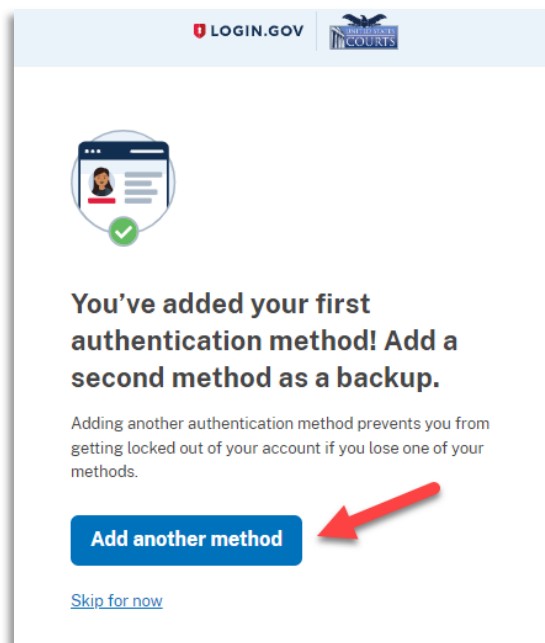 LOGIN.GOV
UNITED STATES
COURTS
You’ve added your first
authentication method! Add a
second method as a backup.
Adding another authentication method prevents you from
getting locked out of your account if you lose one of your
methods.
Add another method
Skip for now